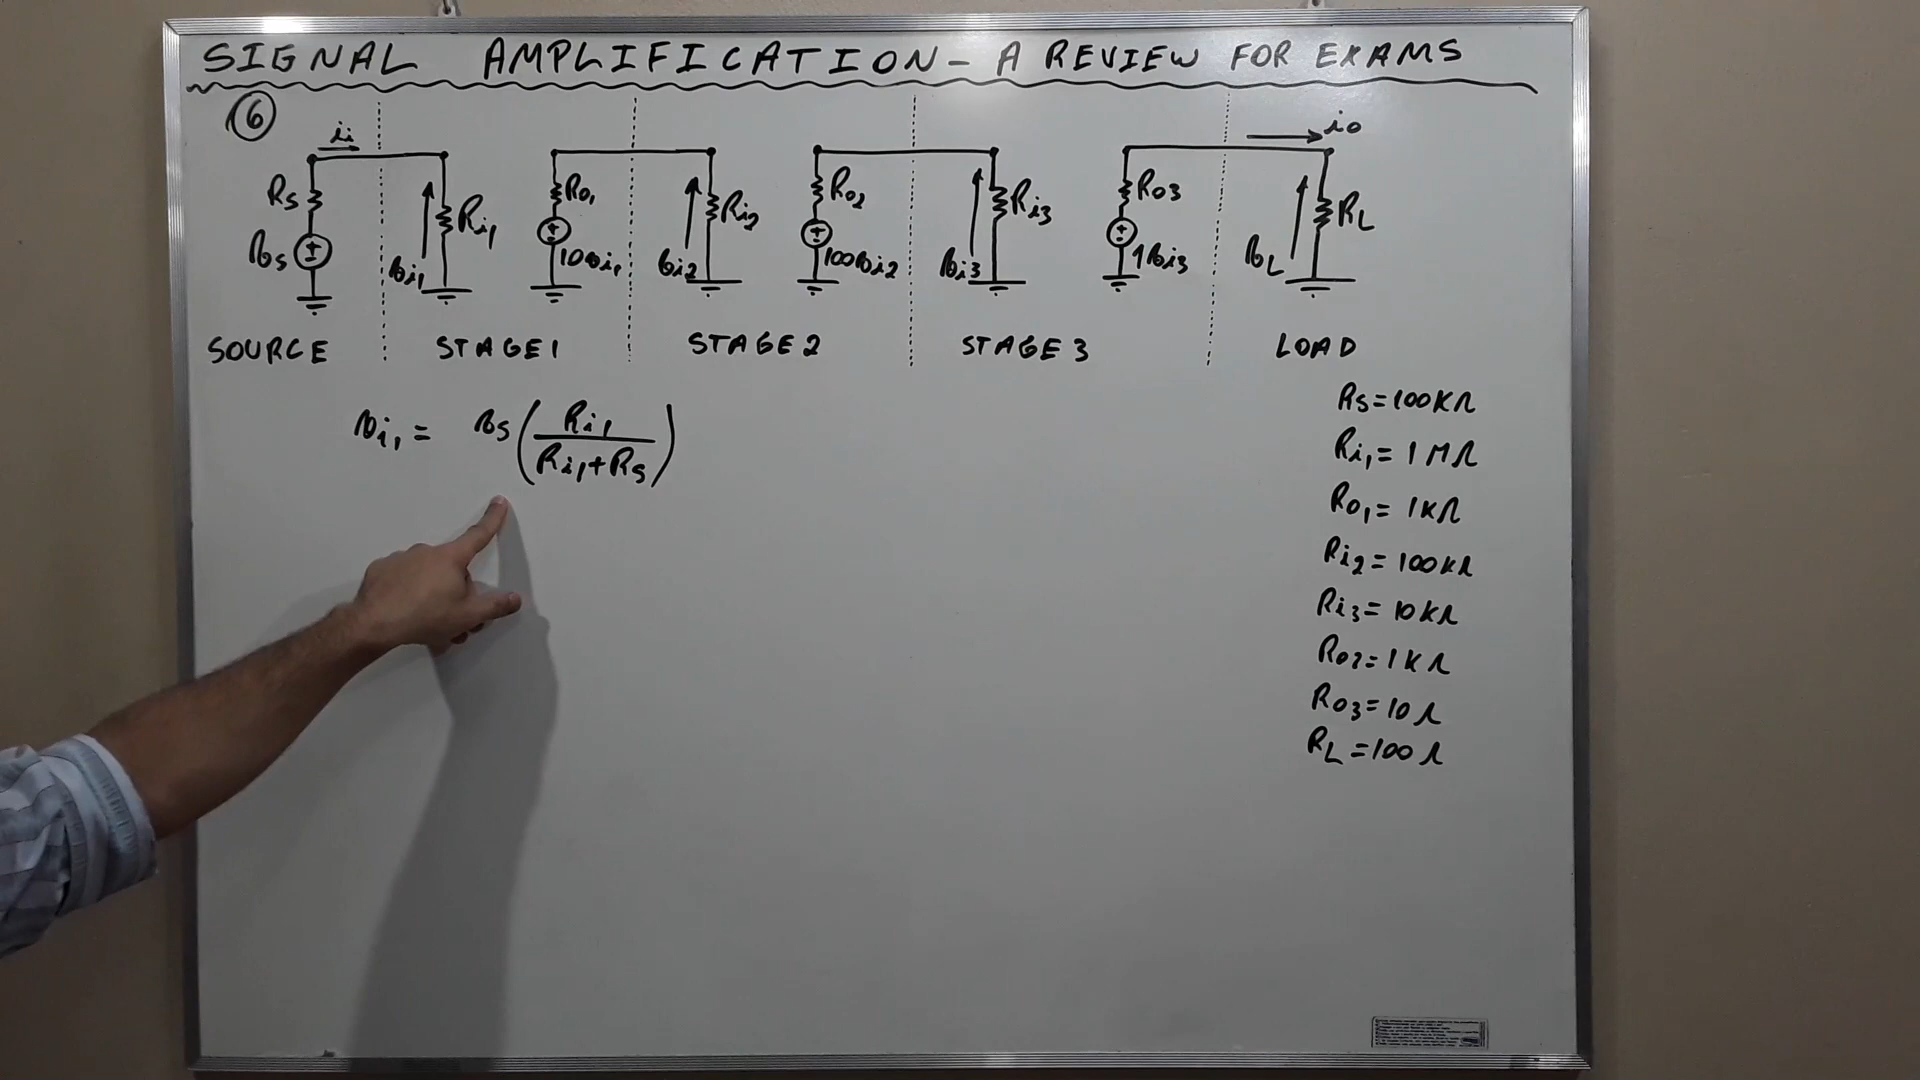 SIGNAL AMPLIFICATION - A REVIEW FOR EXAMS
6
ii
io
Rs
Ri1
Ro1
Ri2
Ro2
Ri3
Ro3
RL
vs
vi1
10vi1
vi2
100vi2
vi3
1vi3
vL
SOURCE STAGE 1 STAGE 2 STAGE 3 LOAD
vi1 = vs (Ri1 / Ri1 + Rs)
Rs = 100KΩ
Ri1 = 1MΩ
Ro1 = 1KΩ
Ri2 = 100KΩ
Ri3 = 10KΩ
Ro2 = 1KΩ
Ro3 = 10Ω
RL = 100Ω